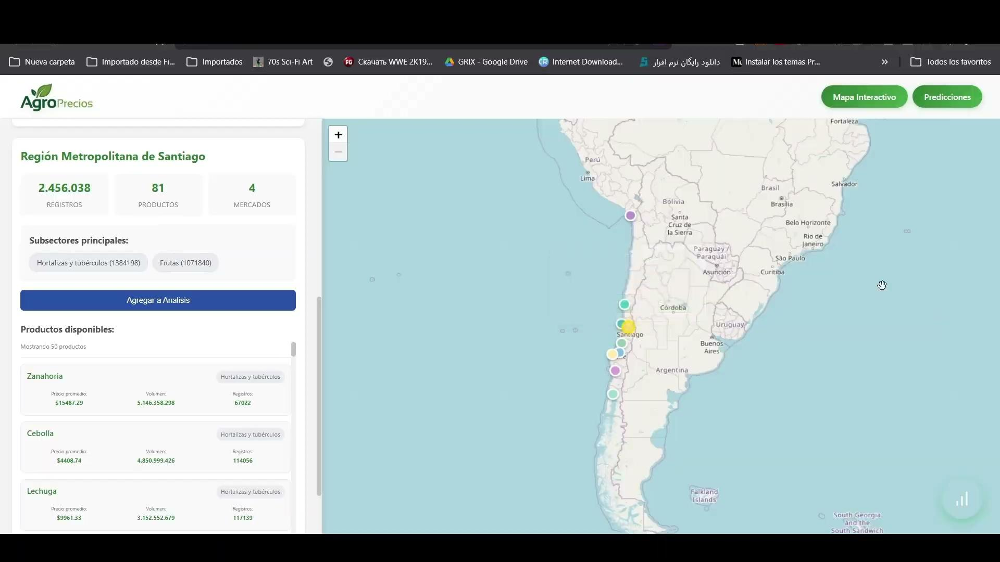 Nueva carpeta
Importado desde Fi...
Importados
70s Sci-Fi Art
Скачать WWE 2K19...
GRIX - Google Drive
Internet Download...
دانلود رایگان نرم افزار
Instalar los temas Pr...
»
Todos los favoritos
AgroPrecios
Mapa Interactivo
Predicciones
Región Metropolitana de Santiago
2.456.038
REGISTROS
81
PRODUCTOS
4
MERCADOS
Subsectores principales:
Hortalizas y tubérculos (1384198)
Frutas (1071840)
Agregar a Analisis
Productos disponibles:
Mostrando 50 productos
Zanahoria
Hortalizas y tubérculos
Precio promedio:
Volumen:
Registros:
$15487.29
5.146.358.298
67022
Cebolla
Hortalizas y tubérculos
Precio promedio:
Volumen:
Registros:
$4408.74
4.850.999.426
114056
Lechuga
Hortalizas y tubérculos
Precio promedio:
Volumen:
Registros:
$9961.33
3.152.552.679
117139
+
−
Fortaleza
Perú
Lima
Salvador
Brasil
Brasília
Bolivia
Santa
Cruz de
la Sierra
Belo Horizonte
Rio de
Janeiro
Paraguay /
Paraguái
São Paulo
Asunción
Curitiba
Córdoba
Uruguay
Santiago
Buenos
Aires
Argentina
Falkland
Islands
South Georgia
and the
South Sandwich